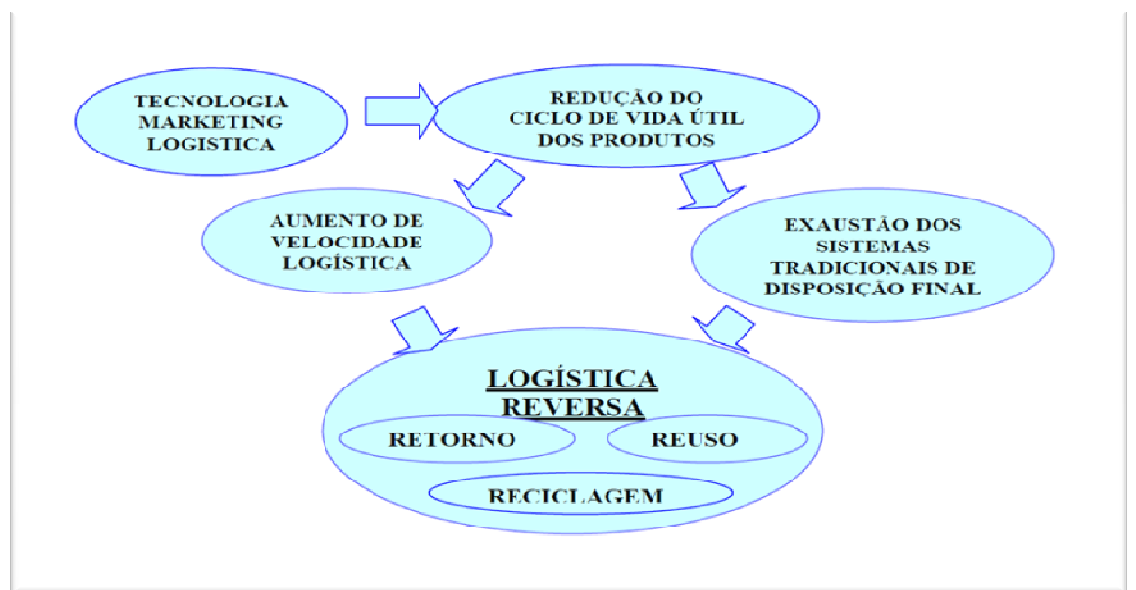 TECNOLOGIA
MARKETING
LOGISTICA
REDUÇÃO DO
CICLO DE VIDA ÚTIL
DOS PRODUTOS
AUMENTO DE
VELOCIDADE
LOGÍSTICA
EXAUSTÃO DOS
SISTEMAS
TRADICIONAIS DE
DISPOSIÇÃO FINAL
LOGÍSTICA
REVERSA
RETORNO
REUSO
RECICLAGEM